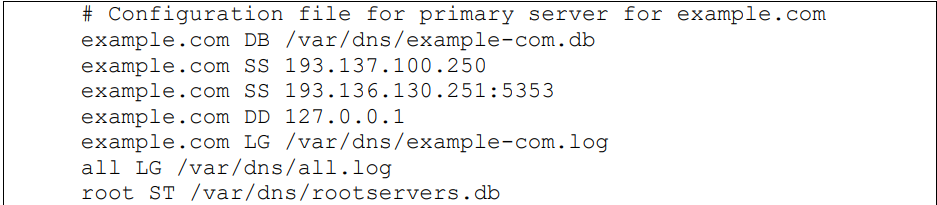 # Configuration file for primary server for example.com
example.com DB /var/dns/example-com.db
example.com SS 193.137.100.250
example.com SS 193.136.130.251:5353
example.com DD 127.0.0.1
example.com LG /var/dns/example-com.log
all LG /var/dns/all.log
root ST /var/dns/rootservers.db